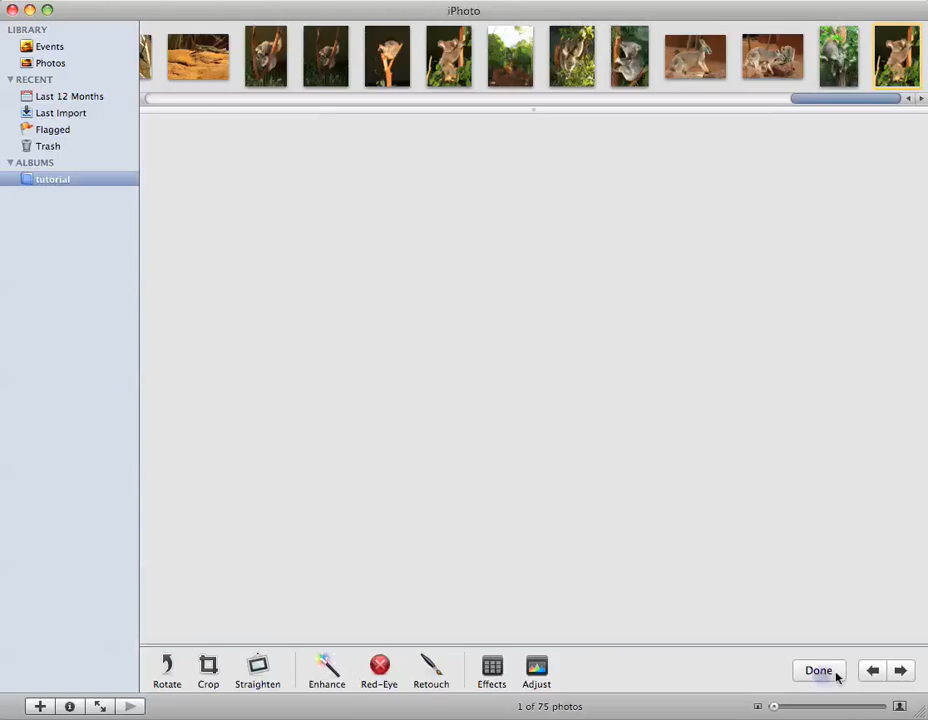 iPhoto
LIBRARY
Events
Photos
RECENT
Last 12 Months
Last Import
Flagged
Trash
ALBUMS
tutorial
Rotate
Crop
Straighten
Enhance
Red-Eye
Retouch
Effects
Adjust
Done
1 of 75 photos